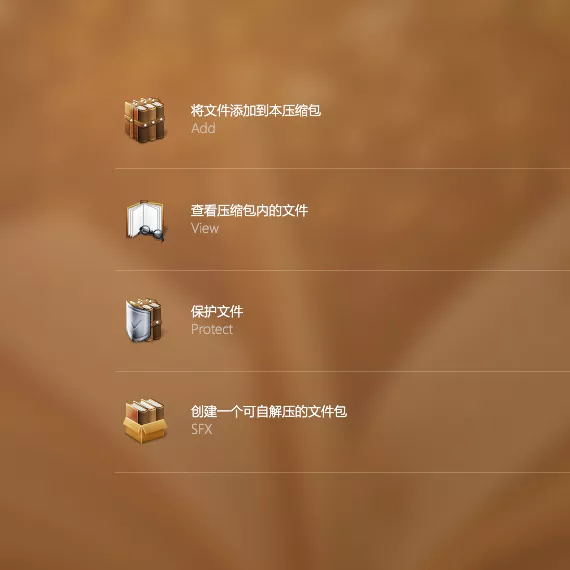 将文件添加到本压缩包
Add
查看压缩包内的文件
View
保护文件
Protect
创建一个可自解压的文件包
SFX